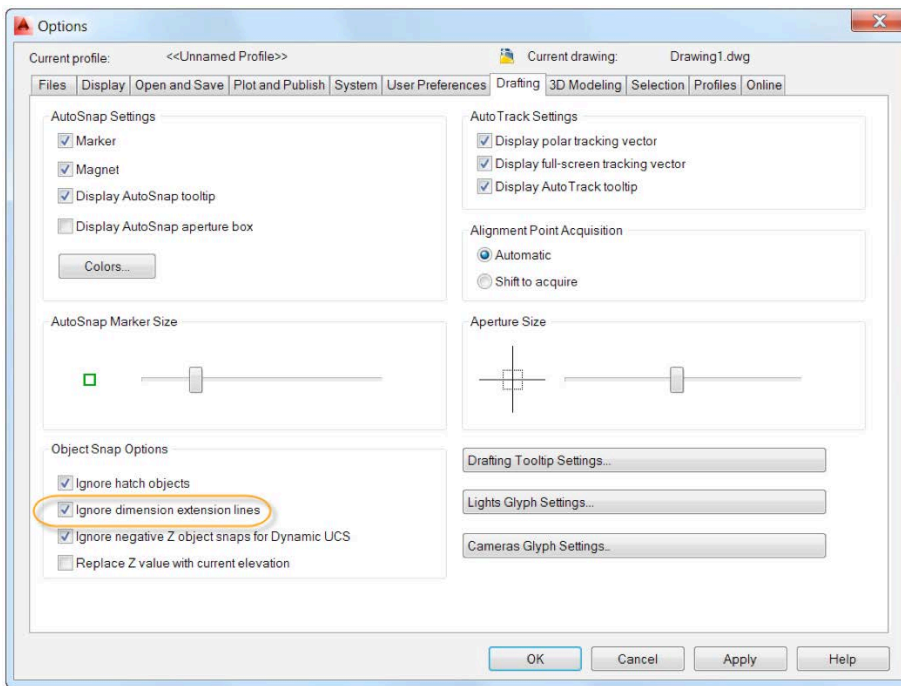 Options
Current profile: <<Unnamed Profile>> Current drawing: Drawing1.dwg
Files Display Open and Save Plot and Publish System User Preferences Drafting 3D Modeling Selection Profiles Online
AutoSnap Settings
Marker
Magnet
Display AutoSnap tooltip
Display AutoSnap aperture box
Colors...
AutoTrack Settings
Display polar tracking vector
Display full-screen tracking vector
Display AutoTrack tooltip
Alignment Point Acquisition
Automatic
Shift to acquire
AutoSnap Marker Size
Aperture Size
Object Snap Options
Ignore hatch objects
Ignore dimension extension lines
Ignore negative Z object snaps for Dynamic UCS
Replace Z value with current elevation
Drafting Tooltip Settings...
Lights Glyph Settings...
Cameras Glyph Settings..
OK Cancel Apply Help